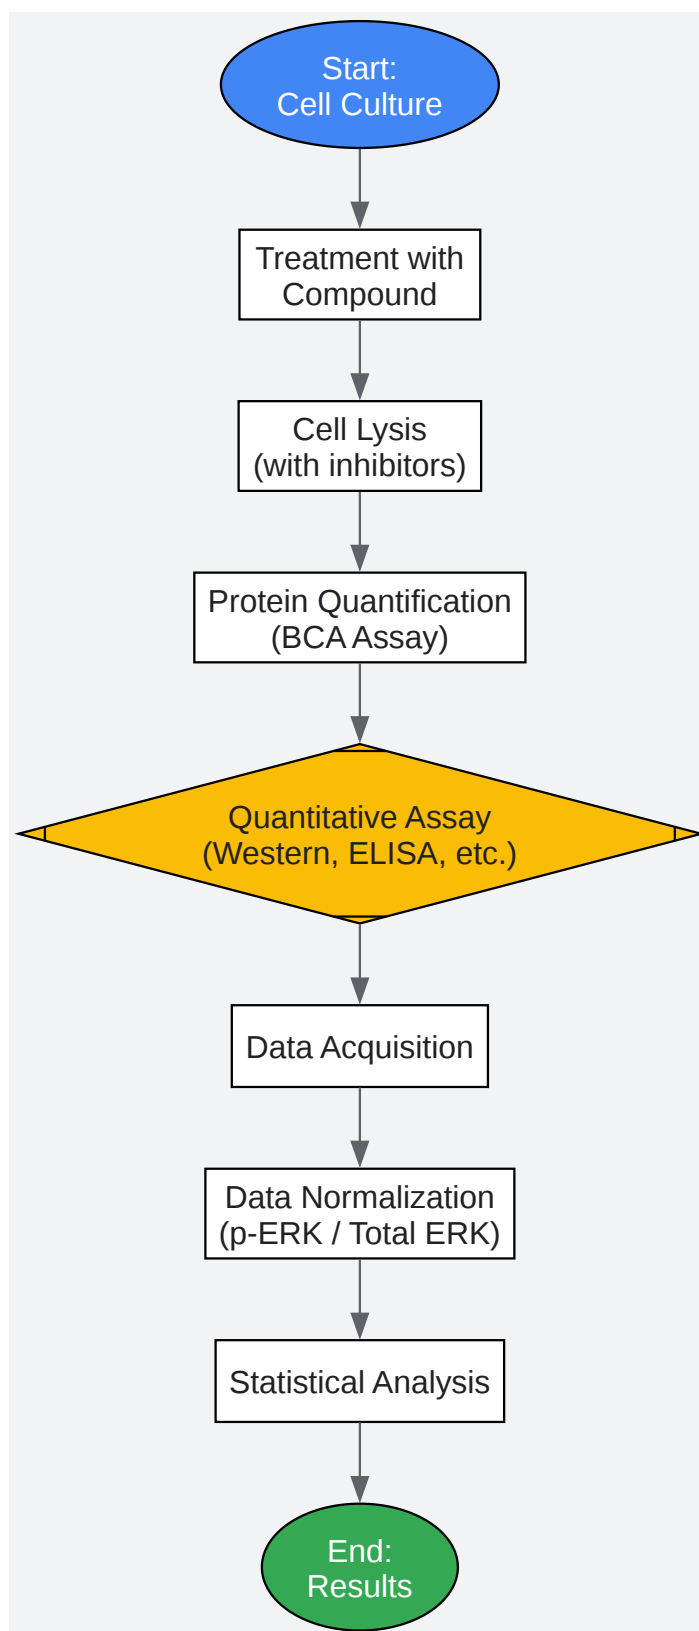 Start:
Cell Culture
Treatment with
Compound
Cell Lysis
(with inhibitors)
Protein Quantification
(BCA Assay)
Quantitative Assay
(Western, ELISA, etc.)
Data Acquisition
Data Normalization
(p-ERK / Total ERK)
Statistical Analysis
End:
Results